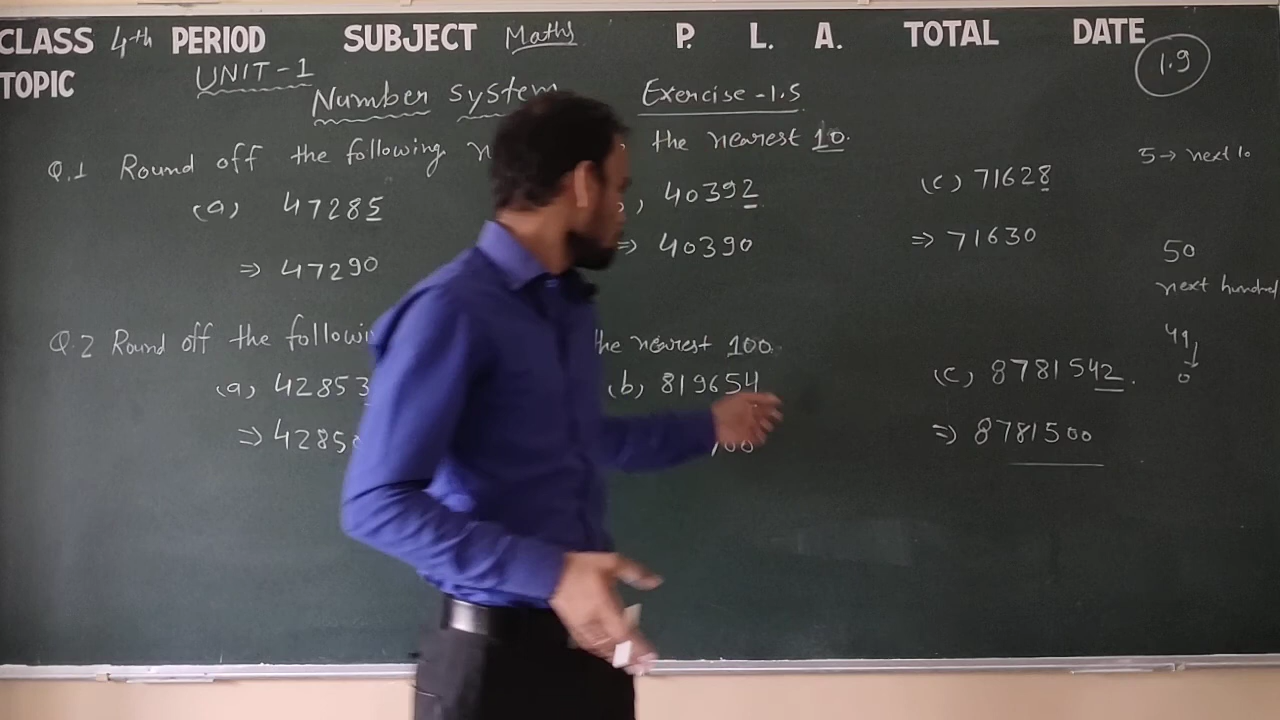 CLASS 4th PERIOD SUBJECT Maths P. L. A. TOTAL DATE
TOPIC UNIT-1 1.9
Number system Exercise-1.5
Q.1 Round off the following the nearest 10.
5→ next 10
(a) 47285 ) 40392 (c) 71628
⇒ 47290 ⇒ 40390 ⇒ 71630
50
next hundred
Q.2 Round off the the nearest 100.
49
↓
0
(a) 42853 (b) 819654 (c) 8781542.
⇒ 4285 00 ⇒ 8781500